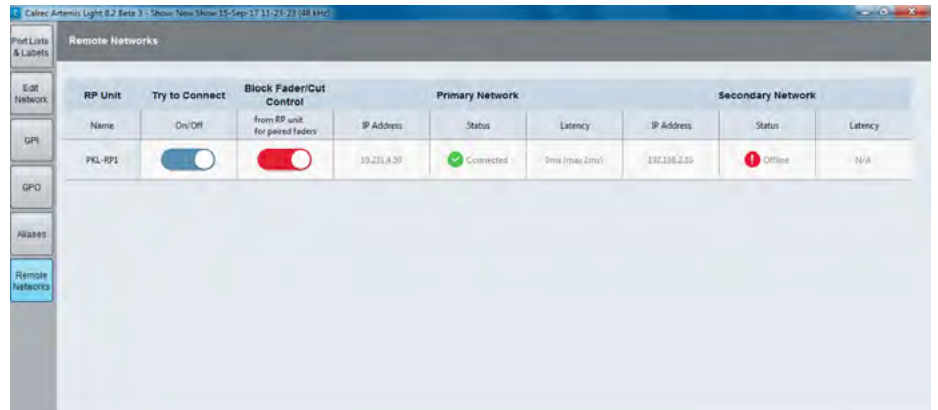 Calrec Artemis Light 8.2 Beta 3 - Show: New Show 15-Sep-17 11-23-23 (48 kHz)
Port Lists
& Labels
Remote Networks
Edit
Network
GPI
GPO
Aliases
Remote
Networks
RP Unit Try to Connect Block Fader/Cut Control Primary Network Secondary Network
Name On/Off from RP unit for paired faders IP Address Status Latency IP Address Status Latency
PKL-RP1 Connected 0ms (max 2ms) Offline N/A